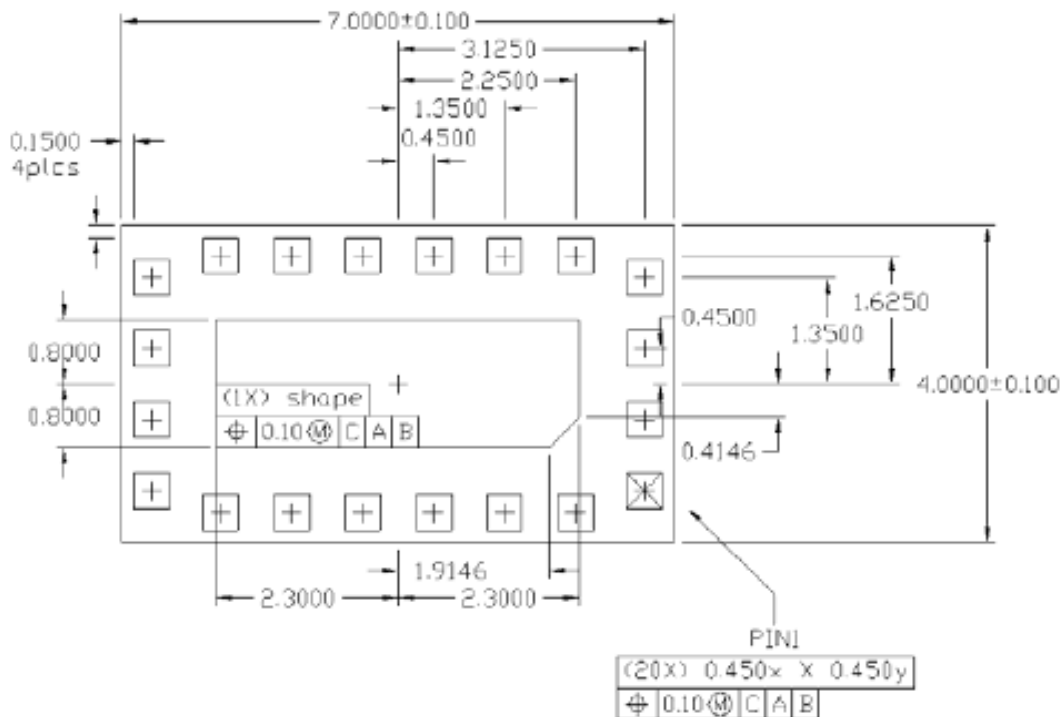 7.0000±0.100
3.1250
2.2500
1.3500
0.4500
0.1500
4plcs
1.6250
0.4500
1.3500
0.8000
4.0000±0.100
(1X) shape
0.8000
⌖ 0.10 Ⓜ C A B
0.4146
1.9146
2.3000 2.3000
PIN1
(20X) 0.450x X 0.450y
⌖ 0.10 Ⓜ C A B